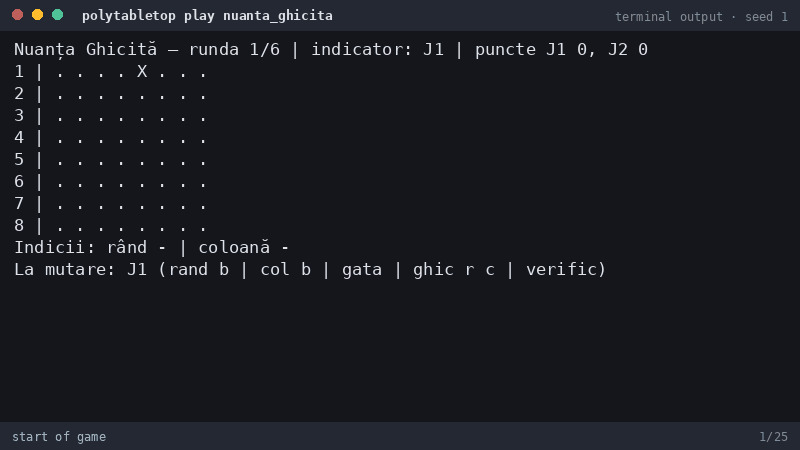 polytabletop play nuanta_ghicita
terminal output · seed 1
Nuanța Ghicită — runda 1/6 | indicator: J1 | puncte J1 0, J2 0
1 | . . . . X . . .
2 | . . . . . . . .
3 | . . . . . . . .
4 | . . . . . . . .
5 | . . . . . . . .
6 | . . . . . . . .
7 | . . . . . . . .
8 | . . . . . . . .
Indicii: rând - | coloană -
La mutare: J1 (rand b | col b | gata | ghic r c | verific)
start of game
1/25